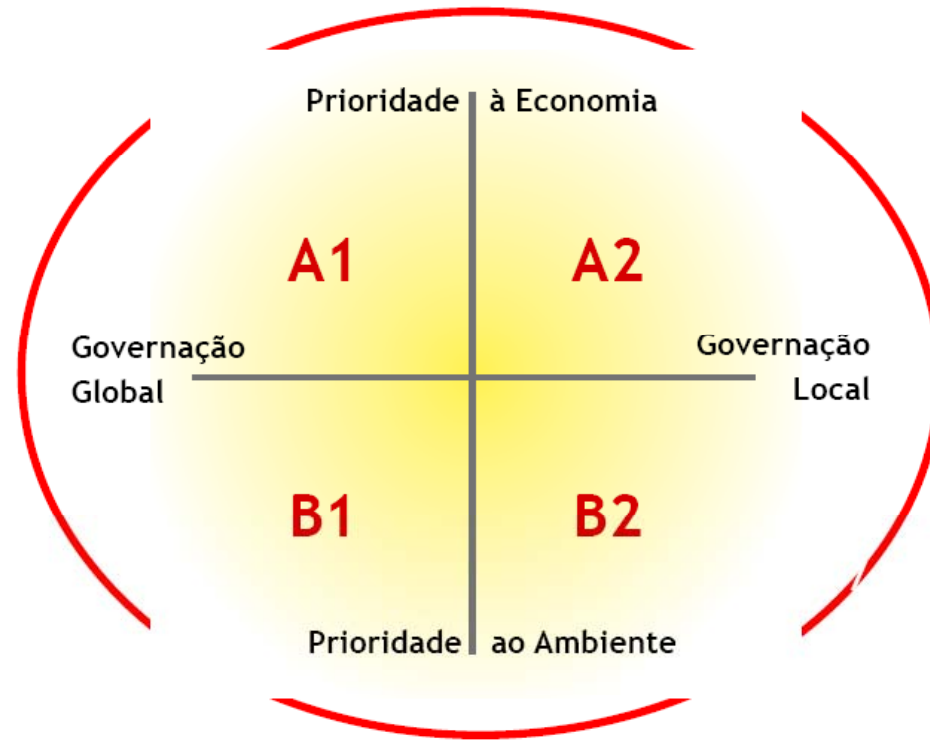 Prioridade à Economia
A1 A2
Governação
Global
Governação
Local
B1 B2
Prioridade ao Ambiente